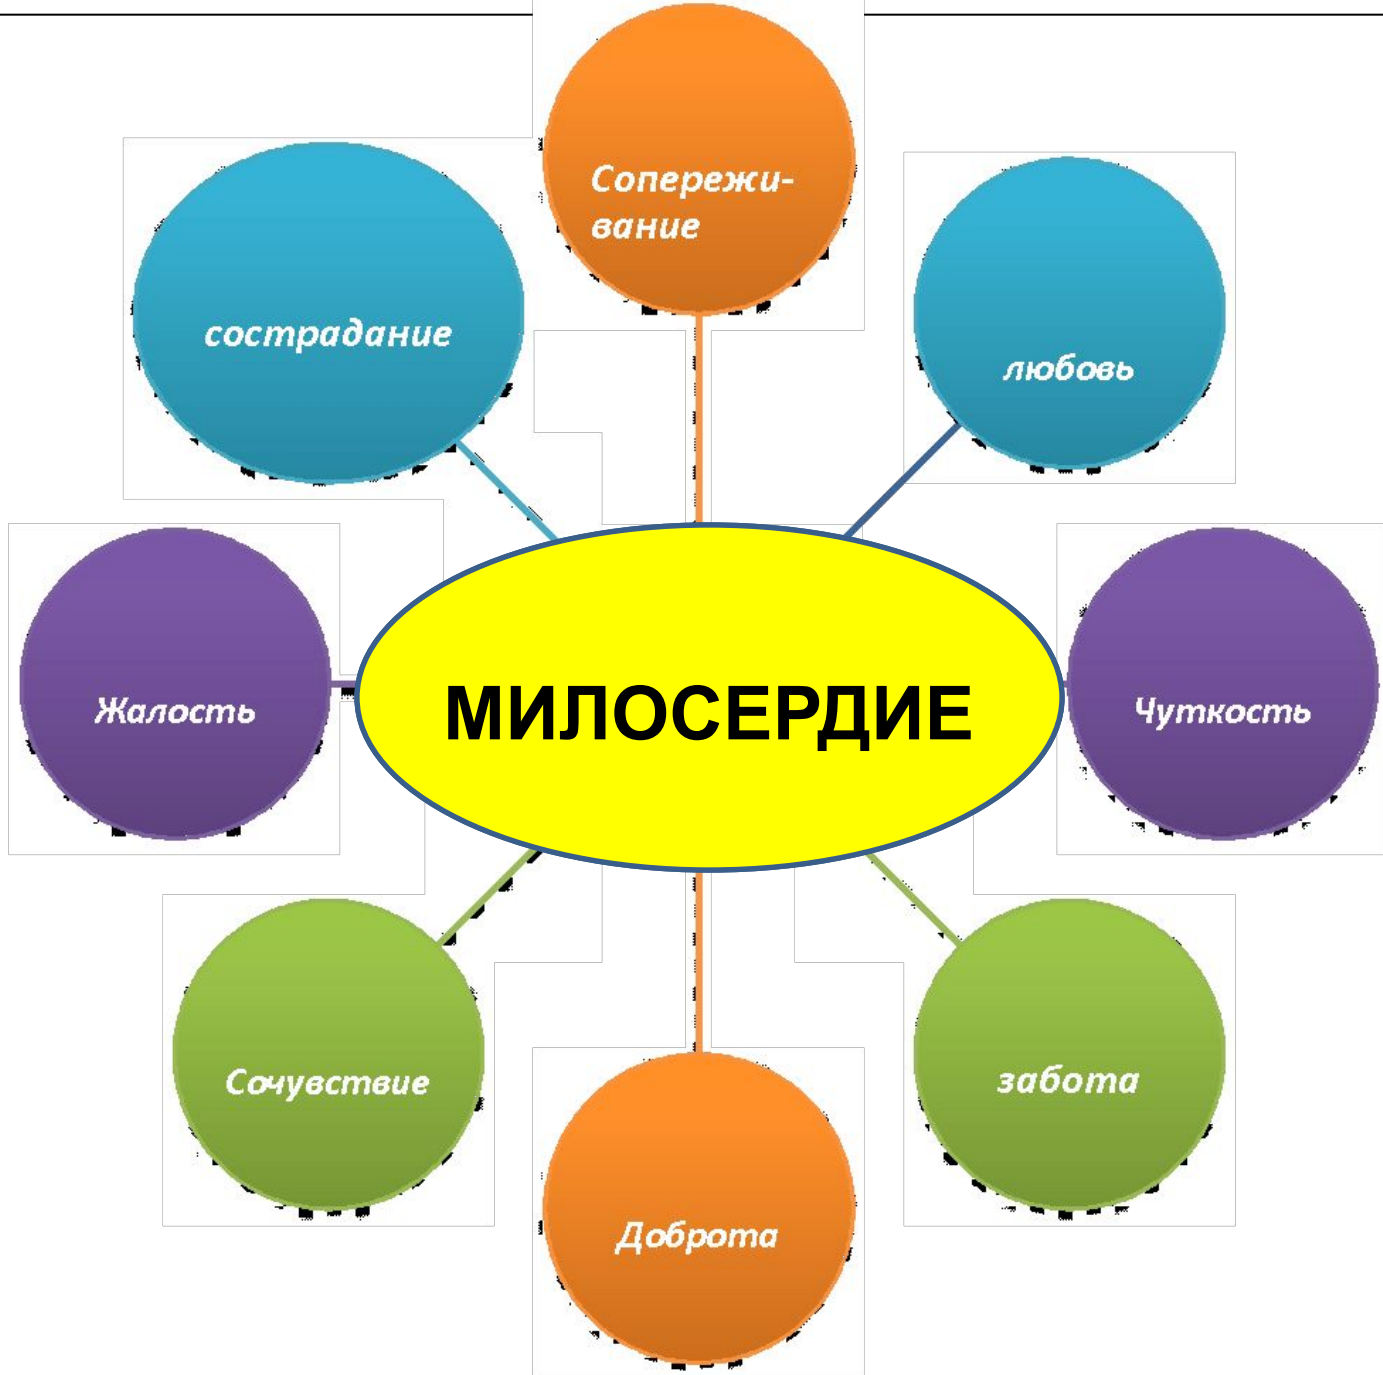 Сопережи-
вание
сострадание
любовь
Жалость
МИЛОСЕРДИЕ
Чуткость
Сочувствие
забота
Доброта